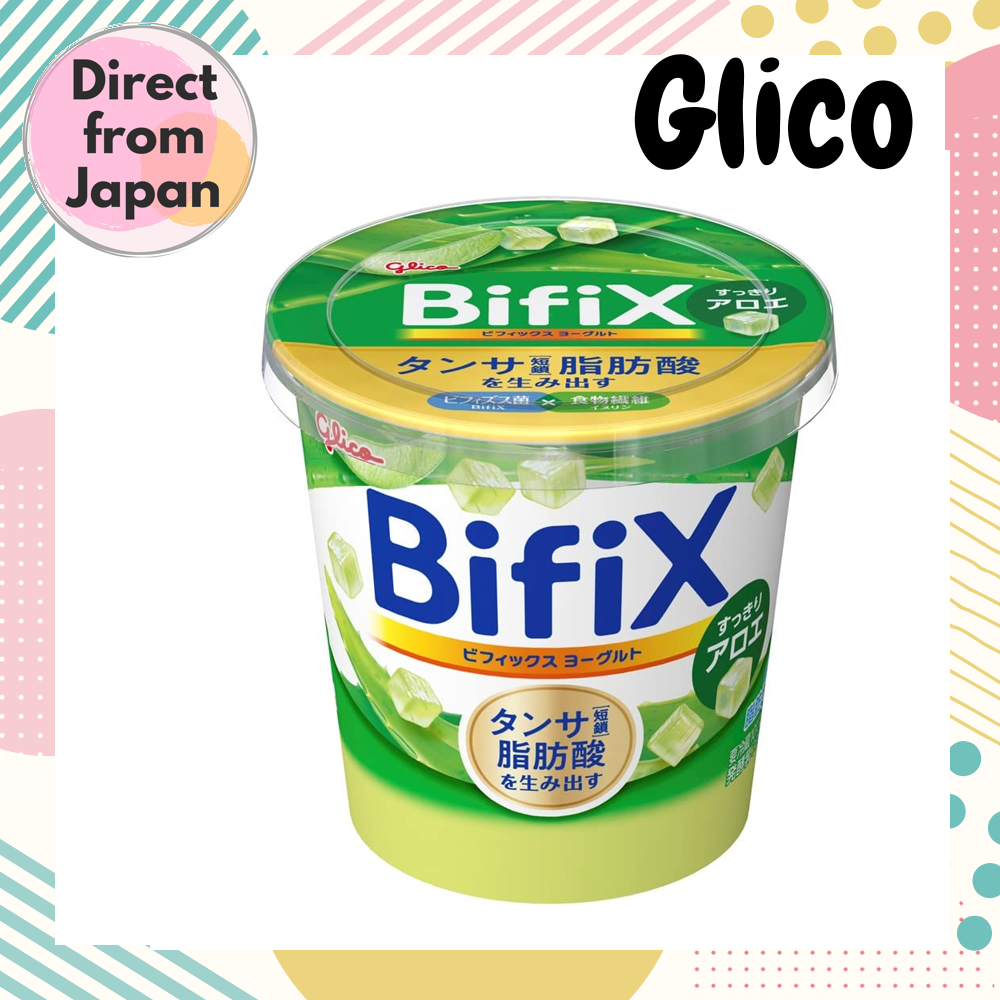 Direct
from
Japan
Glico
Glico
BifiX
すっきり
アロエ
ビフィックス ヨーグルト
タンサ[短鎖]脂肪酸
を生み出す
ビフィズス菌 × 食物繊維
BifiX イヌリン
Glico
BifiX
すっきり
アロエ
ビフィックス ヨーグルト
タンサ[短鎖]
脂肪酸
を生み出す